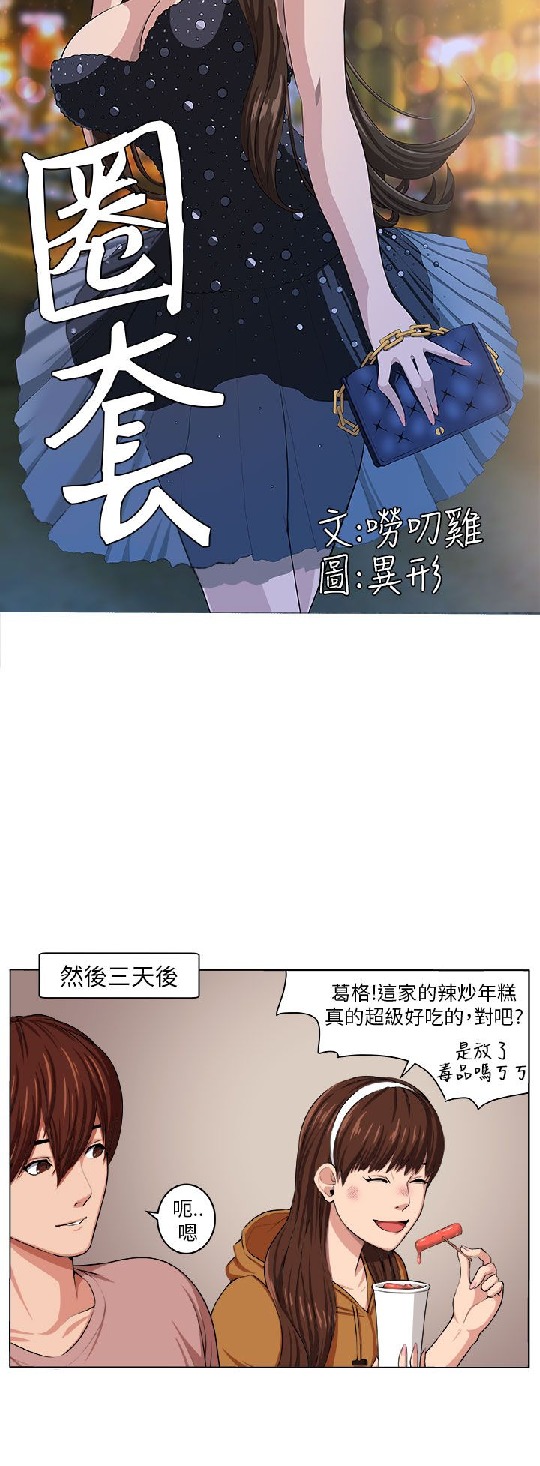 圈套
文:嘮叨雞
圖:異形
然後三天後
葛格!這家的辣炒年糕
真的超級好吃的,對吧?
是放了
毒品嗎ㄎㄎ
呃..
嗯